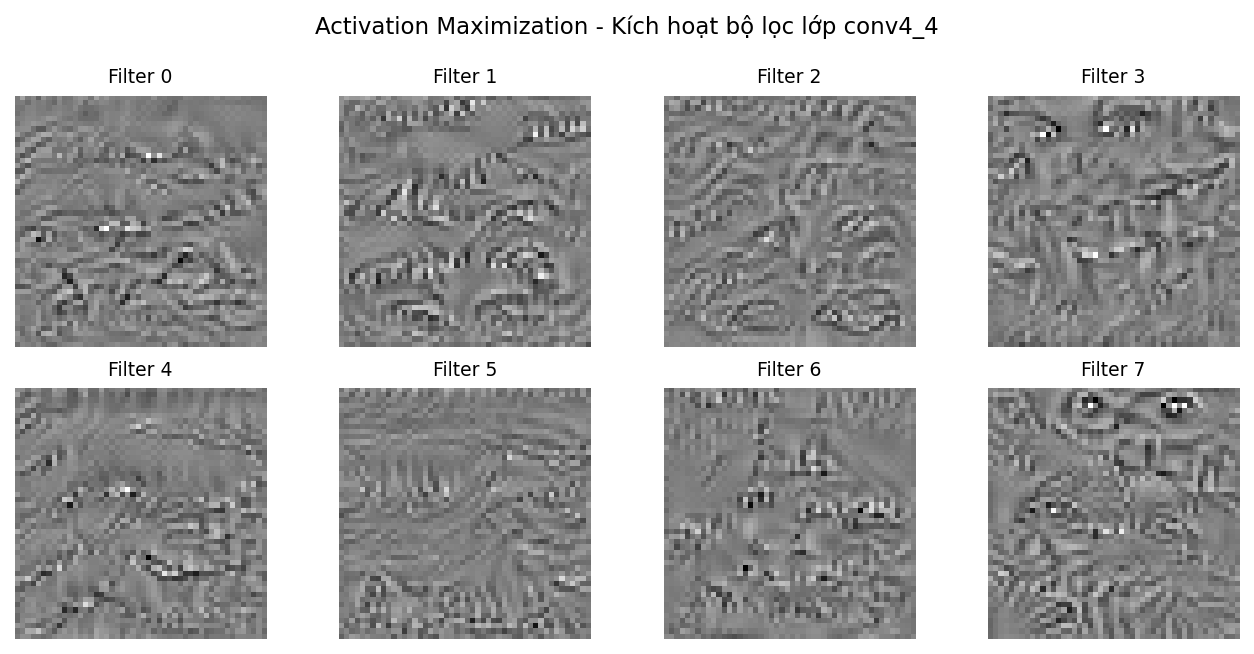 Activation Maximization - Kích hoạt bộ lọc lớp conv4_4
Filter 0
Filter 1
Filter 2
Filter 3
Filter 4
Filter 5
Filter 6
Filter 7